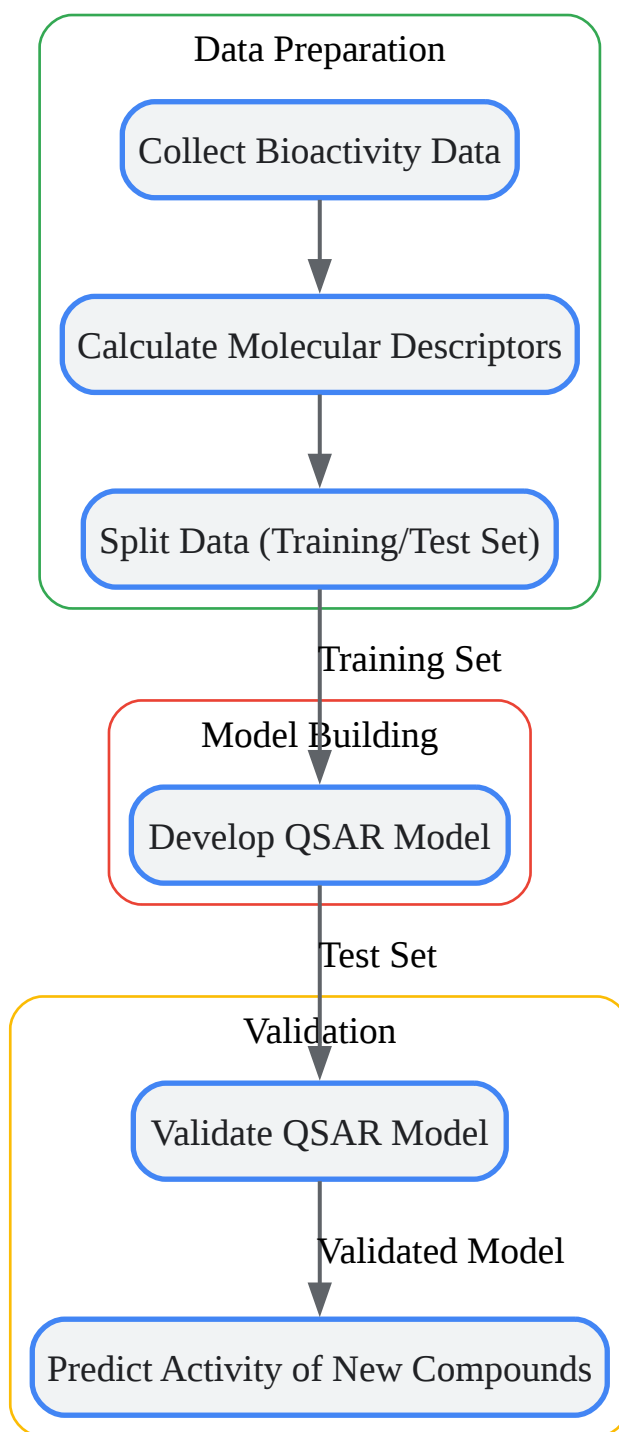 Data Preparation
Collect Bioactivity Data
Calculate Molecular Descriptors
Split Data (Training/Test Set)
Training Set
Model Building
Develop QSAR Model
Test Set
Validation
Validate QSAR Model
Validated Model
Predict Activity of New Compounds